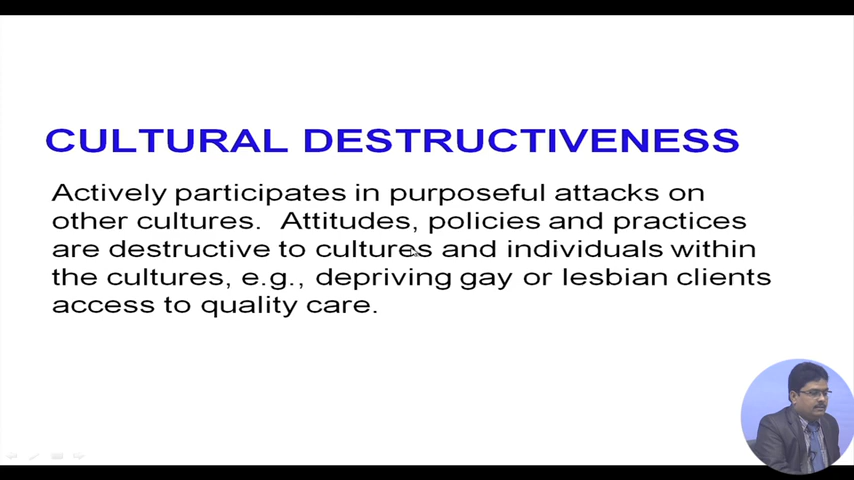 CULTURAL DESTRUCTIVENESS
Actively participates in purposeful attacks on
other cultures.  Attitudes, policies and practices
are destructive to cultures and individuals within
the cultures, e.g., depriving gay or lesbian clients
access to quality care.